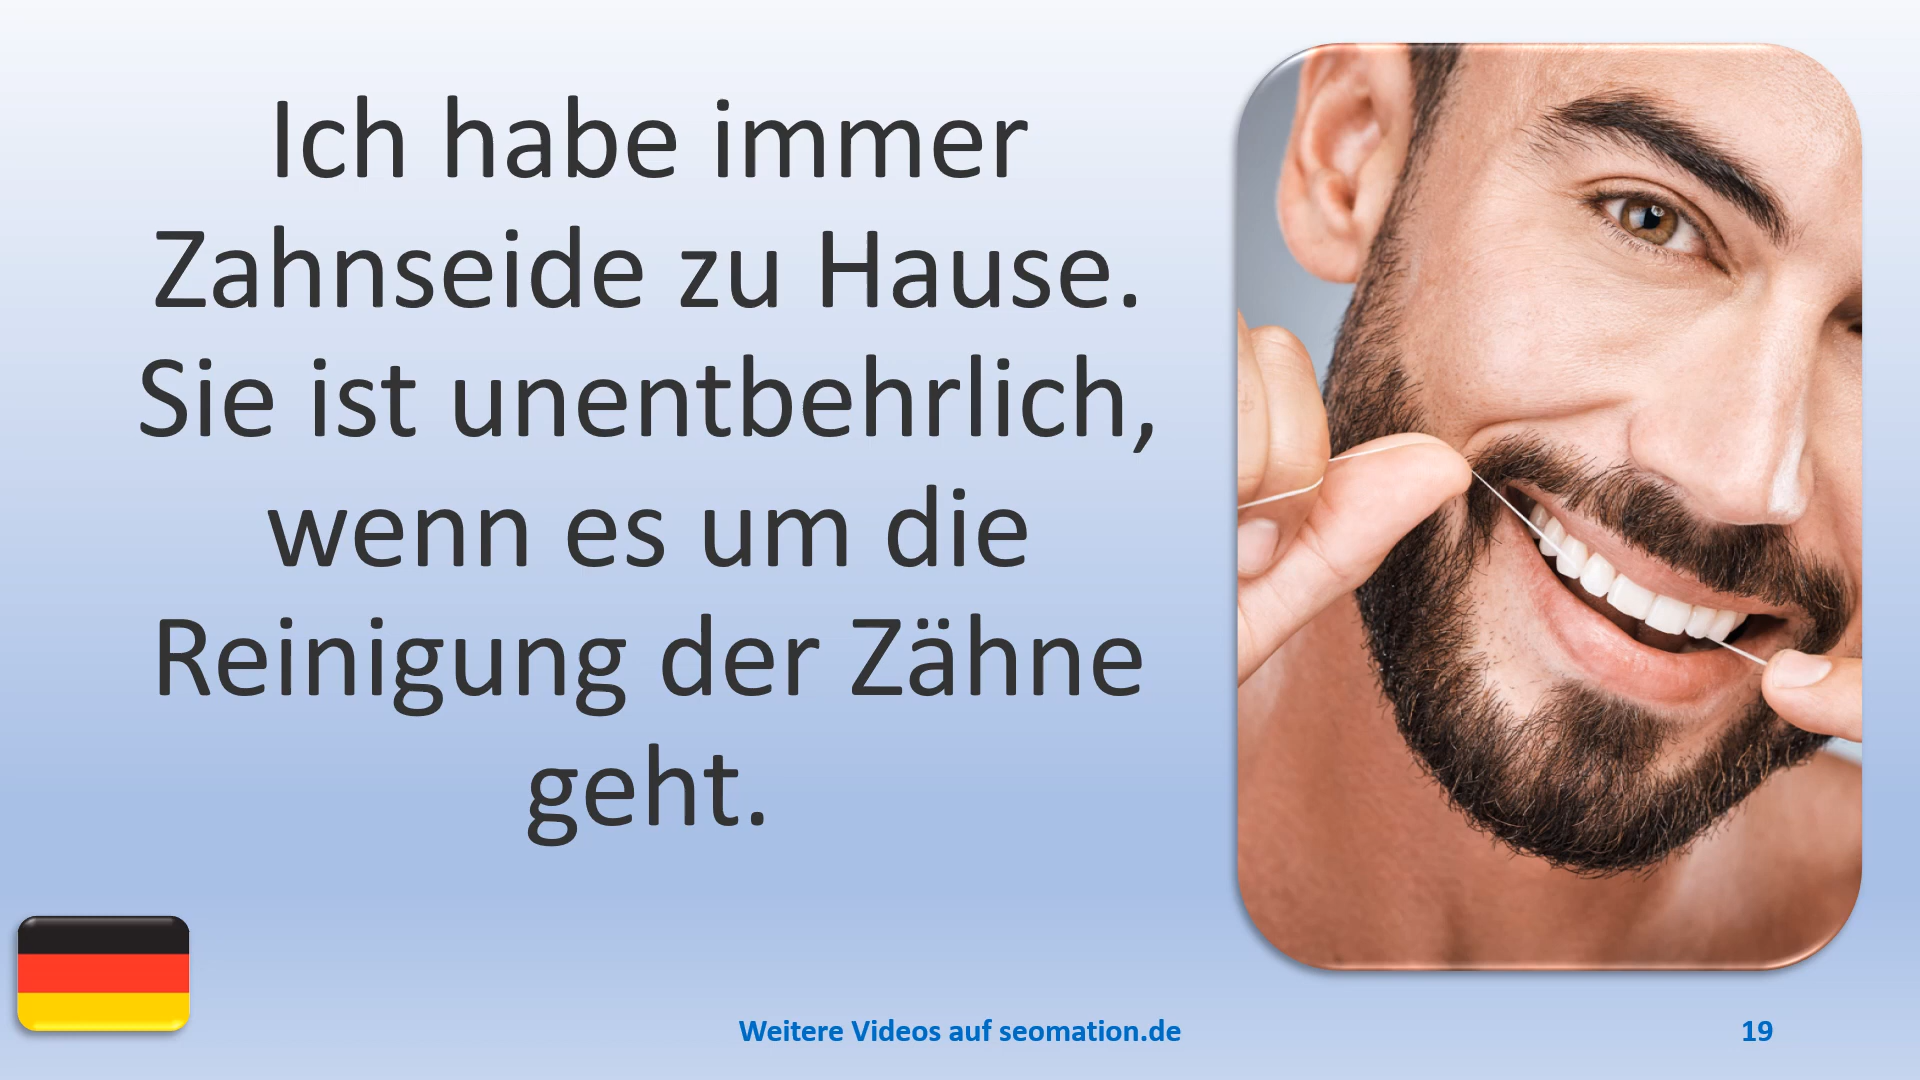 Ich habe immer
Zahnseide zu Hause.
Sie ist unentbehrlich,
wenn es um die
Reinigung der Zähne
geht.
Weitere Videos auf seomation.de
19